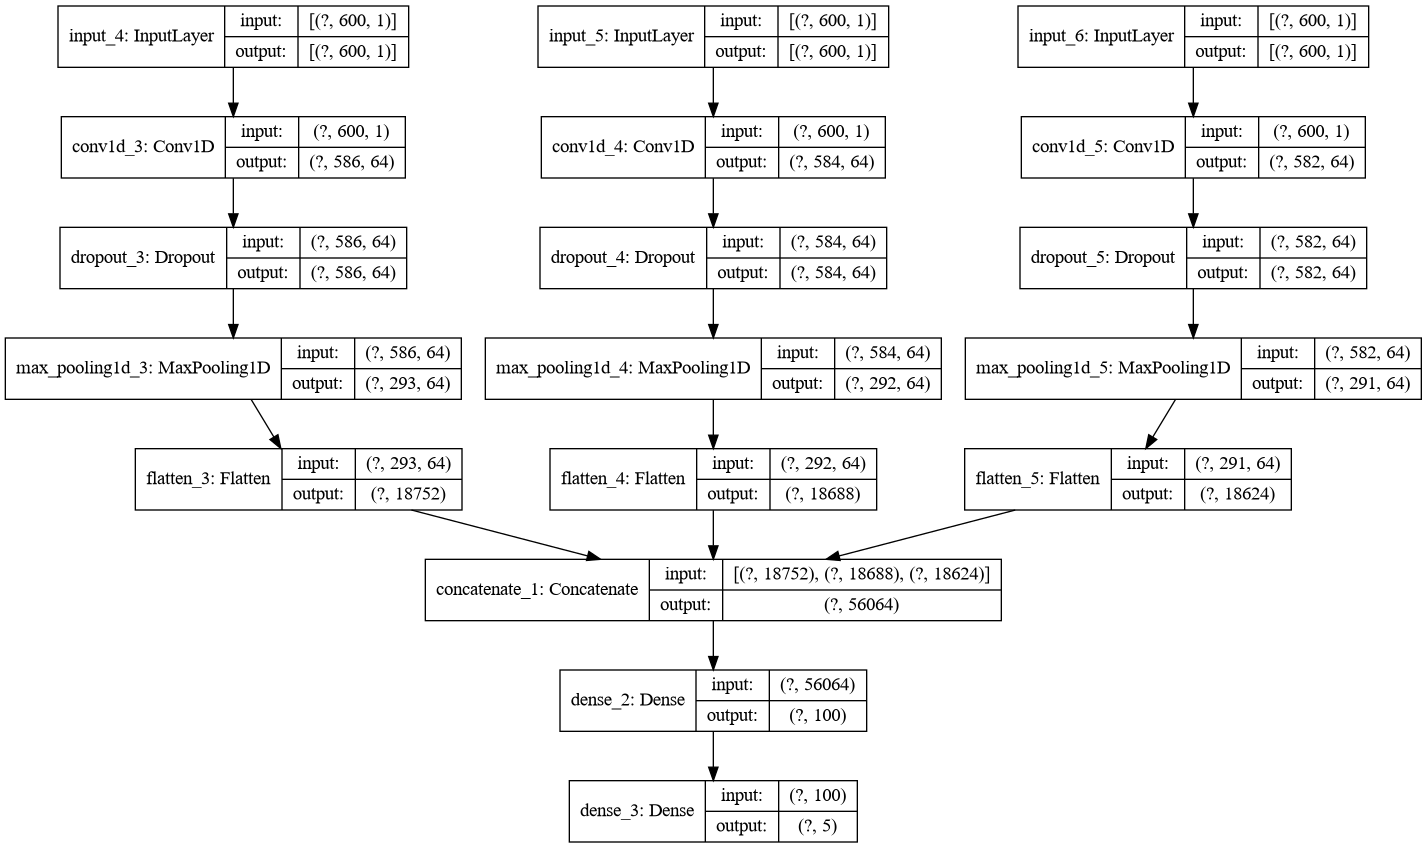 input_4: InputLayer input: [(?, 600, 1)] output: [(?, 600, 1)]
input_5: InputLayer input: [(?, 600, 1)] output: [(?, 600, 1)]
input_6: InputLayer input: [(?, 600, 1)] output: [(?, 600, 1)]
conv1d_3: Conv1D input: (?, 600, 1) output: (?, 586, 64)
conv1d_4: Conv1D input: (?, 600, 1) output: (?, 584, 64)
conv1d_5: Conv1D input: (?, 600, 1) output: (?, 582, 64)
dropout_3: Dropout input: (?, 586, 64) output: (?, 586, 64)
dropout_4: Dropout input: (?, 584, 64) output: (?, 584, 64)
dropout_5: Dropout input: (?, 582, 64) output: (?, 582, 64)
max_pooling1d_3: MaxPooling1D input: (?, 586, 64) output: (?, 293, 64)
max_pooling1d_4: MaxPooling1D input: (?, 584, 64) output: (?, 292, 64)
max_pooling1d_5: MaxPooling1D input: (?, 582, 64) output: (?, 291, 64)
flatten_3: Flatten input: (?, 293, 64) output: (?, 18752)
flatten_4: Flatten input: (?, 292, 64) output: (?, 18688)
flatten_5: Flatten input: (?, 291, 64) output: (?, 18624)
concatenate_1: Concatenate input: [(?, 18752), (?, 18688), (?, 18624)] output: (?, 56064)
dense_2: Dense input: (?, 56064) output: (?, 100)
dense_3: Dense input: (?, 100) output: (?, 5)